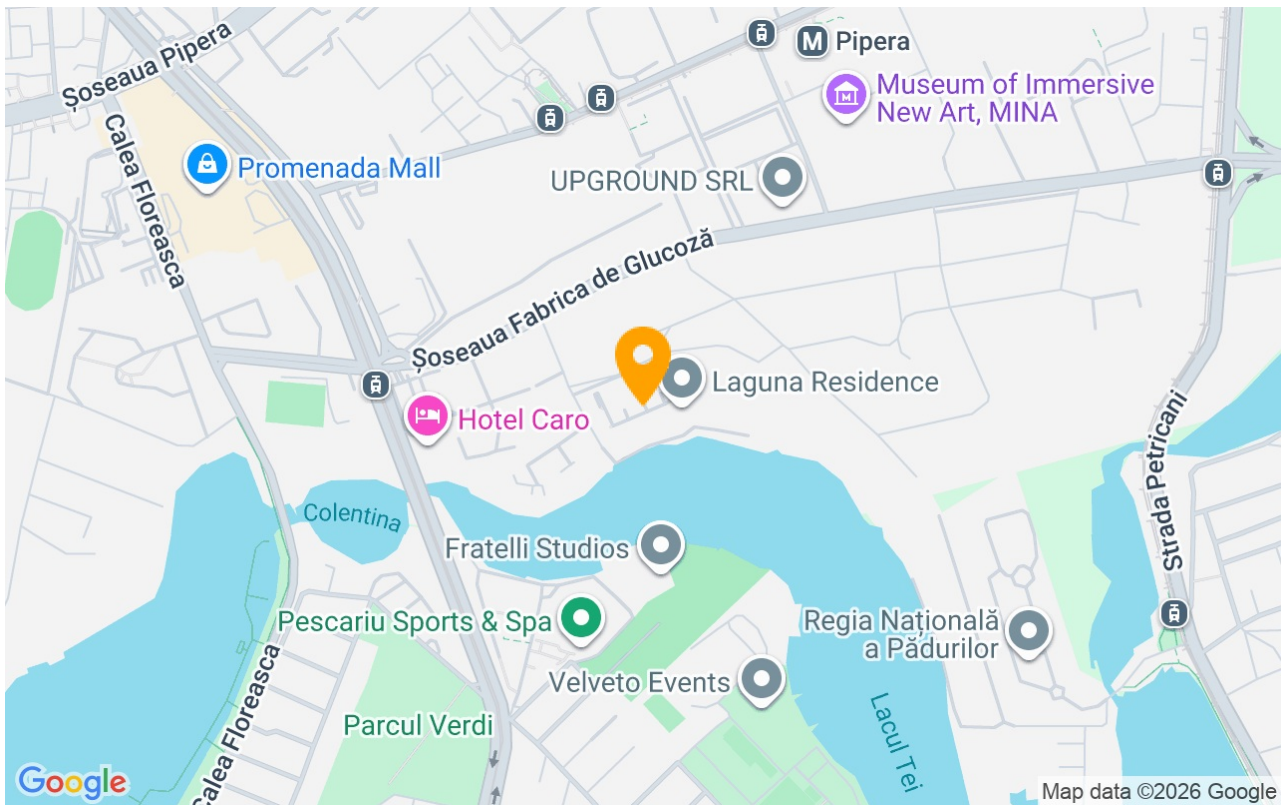 Șoseaua Pipera
M Pipera
Museum of Immersive
New Art, MINA
Calea Floreasca
Promenada Mall
UPGROUND SRL
Șoseaua Fabrica de Glucoză
Laguna Residence
Hotel Caro
Strada Petricani
Colentina
Fratelli Studios
Pescariu Sports & Spa
Regia Națională
a Pădurilor
Velveto Events
Calea Floreasca
Parcul Verdi
Lacul Tei
Google
Map data ©2026 Google